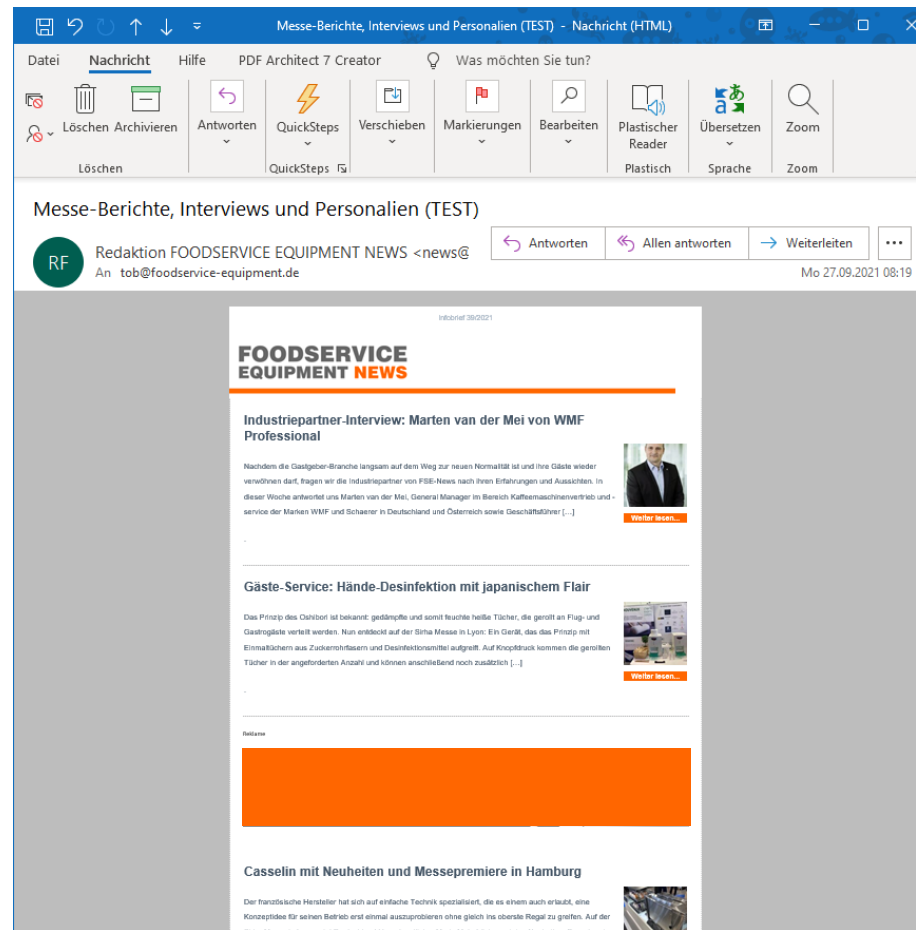 Messe-Berichte, Interviews und Personalien (TEST) - Nachricht (HTML)
Datei Nachricht Hilfe PDF Architect 7 Creator Was möchten Sie tun?
Löschen Archivieren Antworten QuickSteps Verschieben Markierungen Bearbeiten Plastischer Reader Übersetzen Zoom
Löschen QuickSteps Plastisch Sprache Zoom
Messe-Berichte, Interviews und Personalien (TEST)
RF
Redaktion FOODSERVICE EQUIPMENT NEWS <news@
An tob@foodservice-equipment.de
Antworten Allen antworten Weiterleiten
Mo 27.09.2021 08:19
Infobrief 39/2021
FOODSERVICE
EQUIPMENT NEWS
Industriepartner-Interview: Marten van der Mei von WMF
Professional
Nachdem die Gastgeber-Branche langsam auf dem Weg zur neuen Normalität ist und ihre Gäste wieder
verwöhnen darf, fragen wir die Industriepartner von FSE-News nach ihren Erfahrungen und Aussichten. In
dieser Woche antwortet uns Marten van der Mei, General Manager im Bereich Kaffeemaschinenvertrieb und -
service der Marken WMF und Schaerer in Deutschland und Österreich sowie Geschäftsführer [...]
Weiter lesen...
.
Gäste-Service: Hände-Desinfektion mit japanischem Flair
Das Prinzip des Oshibori ist bekannt: gedämpfte und somit feuchte heiße Tücher, die gerollt an Flug- und
Gastrogäste verteilt werden. Nun entdeckt auf der Sirha Messe in Lyon: Ein Gerät, das das Prinzip mit
Einmaltüchern aus Zuckerrohrfasern und Desinfektionsmittel aufgreift. Auf Knopfdruck kommen die gerollten
Tücher in der angeforderten Anzahl und können anschließend noch zusätzlich [...]
Weiter lesen...
.
Reklame
Casselin mit Neuheiten und Messepremiere in Hamburg
Der französische Hersteller hat sich auf einfache Technik spezialisiert, die es einem auch erlaubt, eine
Konzeptidee für seinen Betrieb erst einmal auszuprobieren ohne gleich ins oberste Regal zu greifen. Auf der